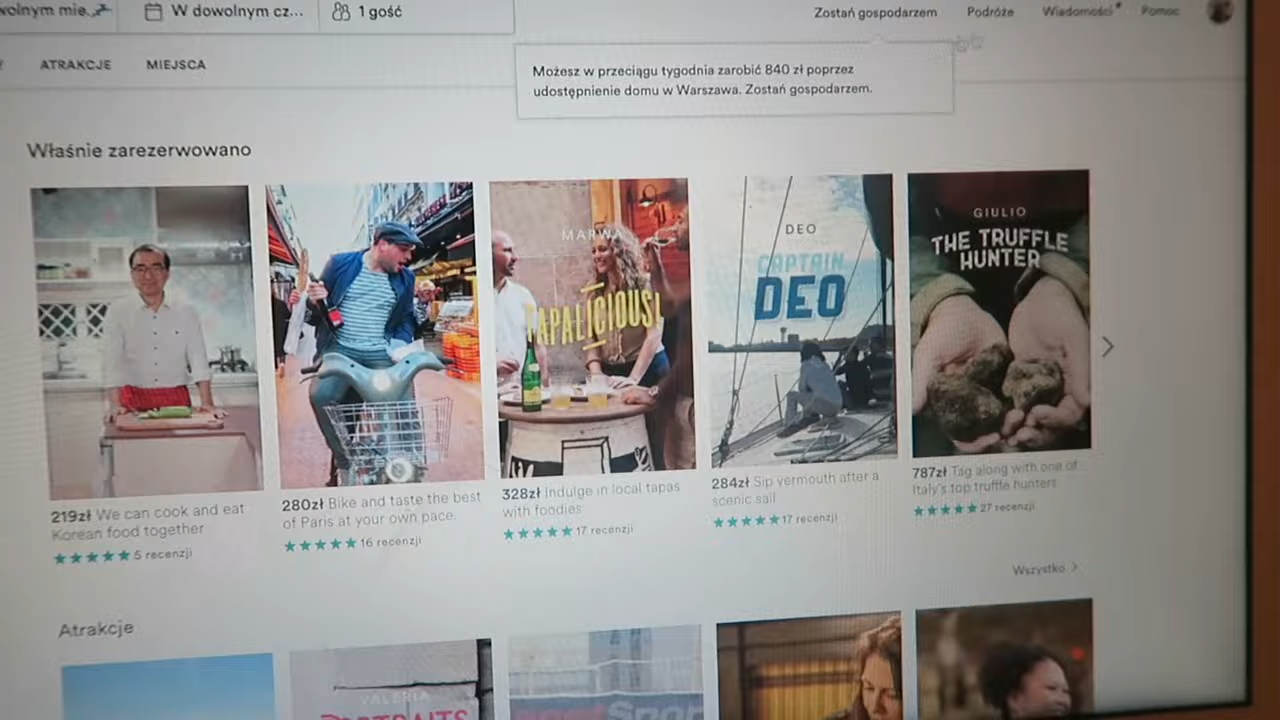 W dowolnym cz...
1 gość
Zostań gospodarzem
Podróże
Wiadomości
Pomoc
ATRAKCJE
MIEJSCA
Możesz w przeciągu tygodnia zarobić 840 zł poprzez
udostępnienie domu w Warszawa. Zostań gospodarzem.
Właśnie zarezerwowano
MARWA
TAPALICIOUS!
DEO
CAPTAIN
DEO
GIULIO
THE TRUFFLE
HUNTER
219zł We can cook and eat
Korean food together
5 recenzji
280zł Bike and taste the best
of Paris at your own pace.
16 recenzji
328zł Indulge in local tapas
with foodies
17 recenzji
284zł Sip vermouth after a
scenic sail
17 recenzji
787zł Tag along with one of
Italy's top truffle hunters
27 recenzji
Wszystko
Atrakcje
VALERIA
PORTRAITS